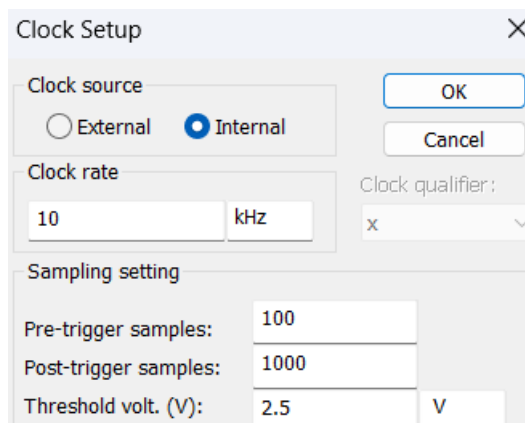 Clock Setup
Clock source
External
Internal
OK
Cancel
Clock rate
10
kHz
Clock qualifier:
x
Sampling setting
Pre-trigger samples:
100
Post-trigger samples:
1000
Threshold volt. (V):
2.5
V